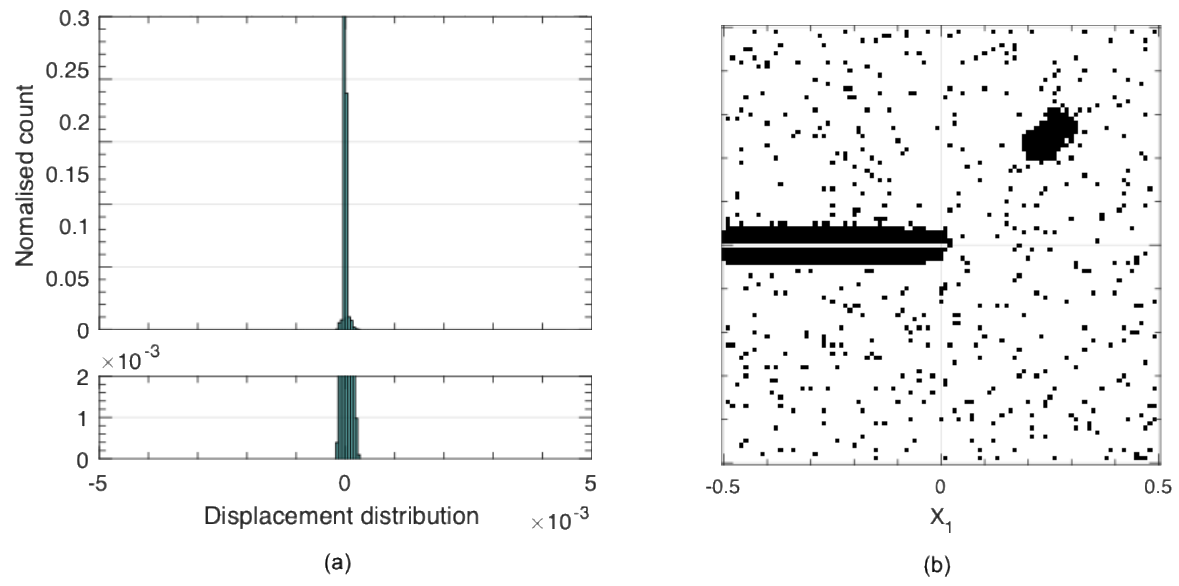 0.3
0.25
0.2
0.15
0.1
0.05
0
Nomalised count
×10⁻³
2
1
0
-5 0 5
Displacement distribution ×10⁻³
(a)
-0.5 0 0.5
X₁
(b)